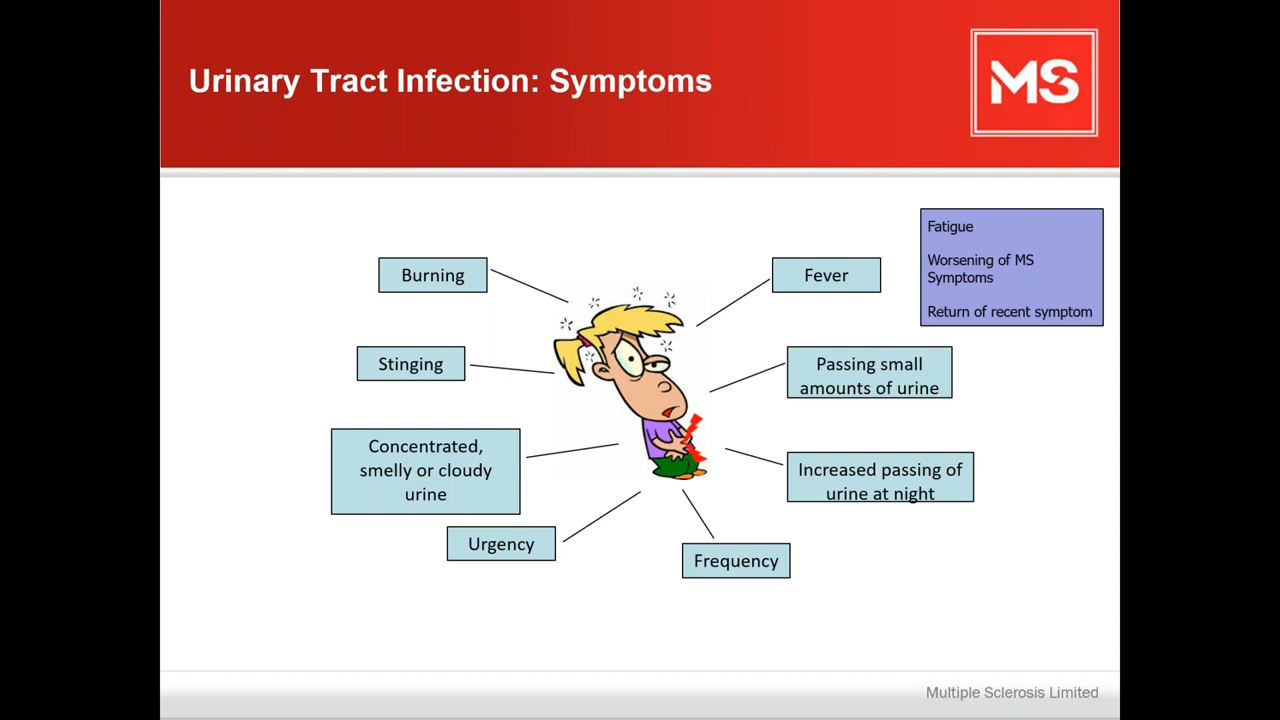 Urinary Tract Infection: Symptoms
MS
Fatigue
Worsening of MS
Symptoms
Return of recent symptom
Burning
Fever
Stinging
Passing small
amounts of urine
Concentrated,
smelly or cloudy
urine
Increased passing of
urine at night
Urgency
Frequency
Multiple Sclerosis Limited